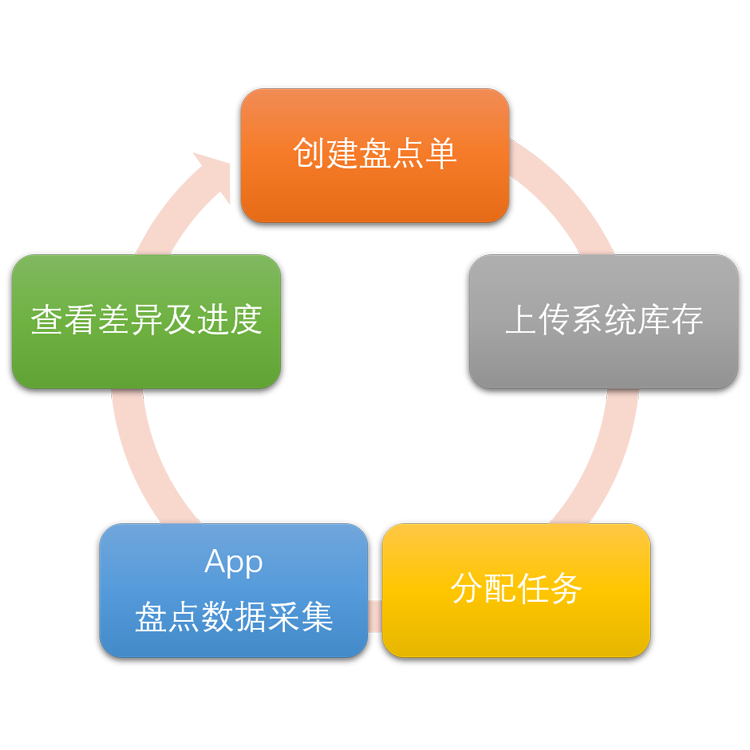 创建盘点单
上传系统库存
分配任务
App
盘点数据采集
查看差异及进度